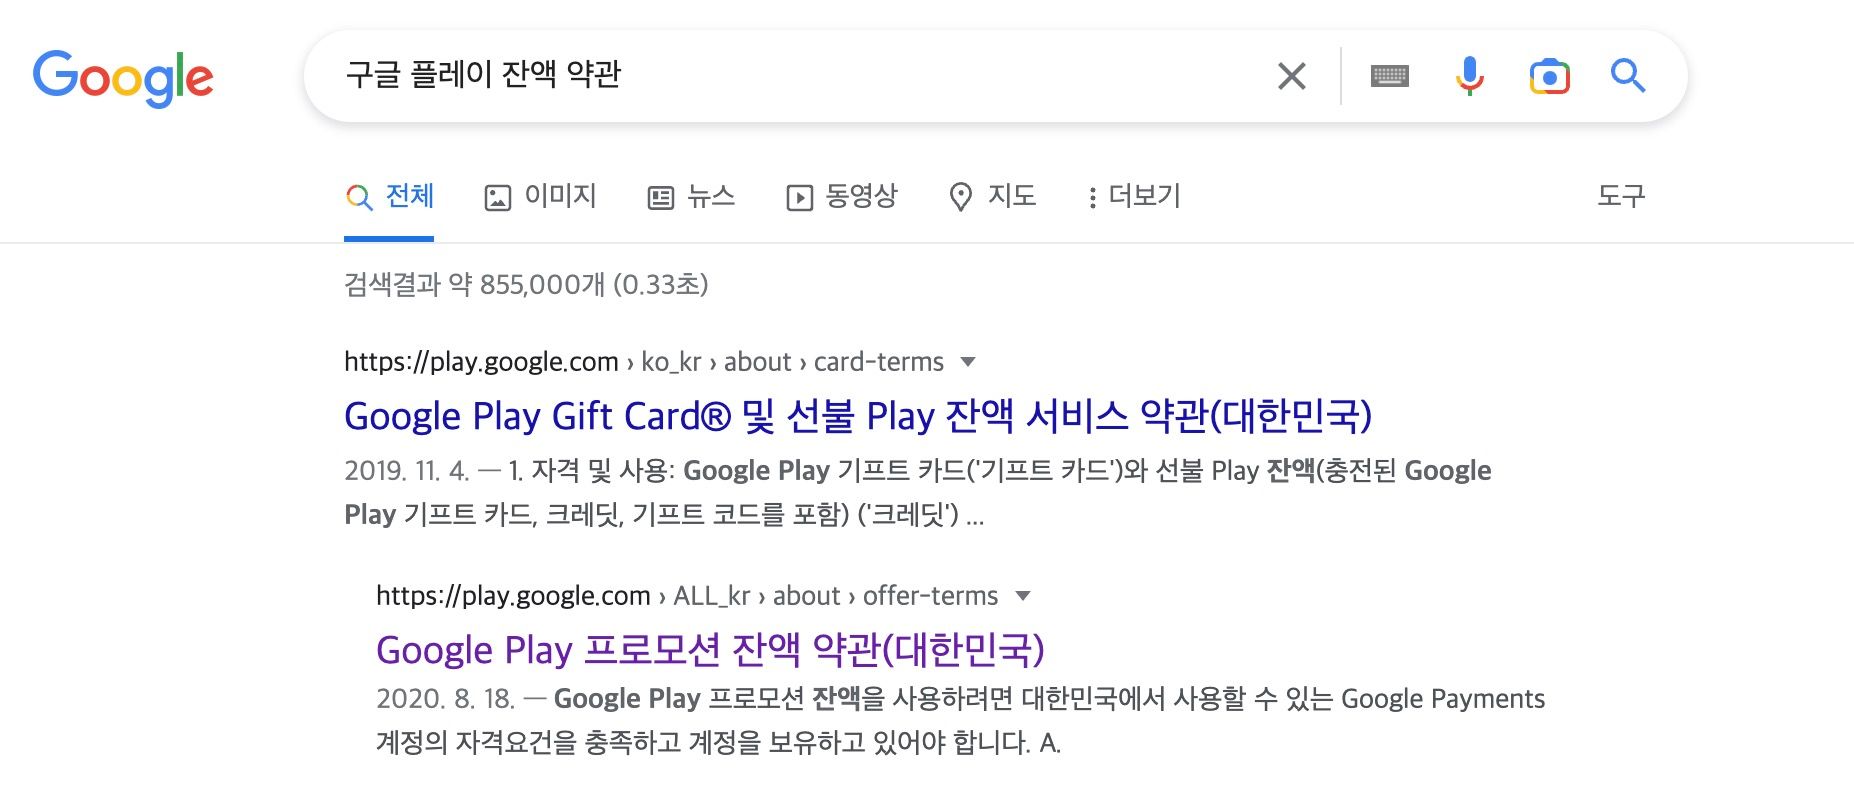 Google
구글 플레이 잔액 약관
전체 이미지 뉴스 동영상 지도 더보기 도구
검색결과 약 855,000개 (0.33초)
https://play.google.com › ko_kr › about › card-terms
Google Play Gift Card® 및 선불 Play 잔액 서비스 약관(대한민국)
2019. 11. 4. — 1. 자격 및 사용: Google Play 기프트 카드('기프트 카드')와 선불 Play 잔액(충전된 Google
Play 기프트 카드, 크레딧, 기프트 코드를 포함) ('크레딧') ...
https://play.google.com › ALL_kr › about › offer-terms
Google Play 프로모션 잔액 약관(대한민국)
2020. 8. 18. — Google Play 프로모션 잔액을 사용하려면 대한민국에서 사용할 수 있는 Google Payments
계정의 자격요건을 충족하고 계정을 보유하고 있어야 합니다. A.